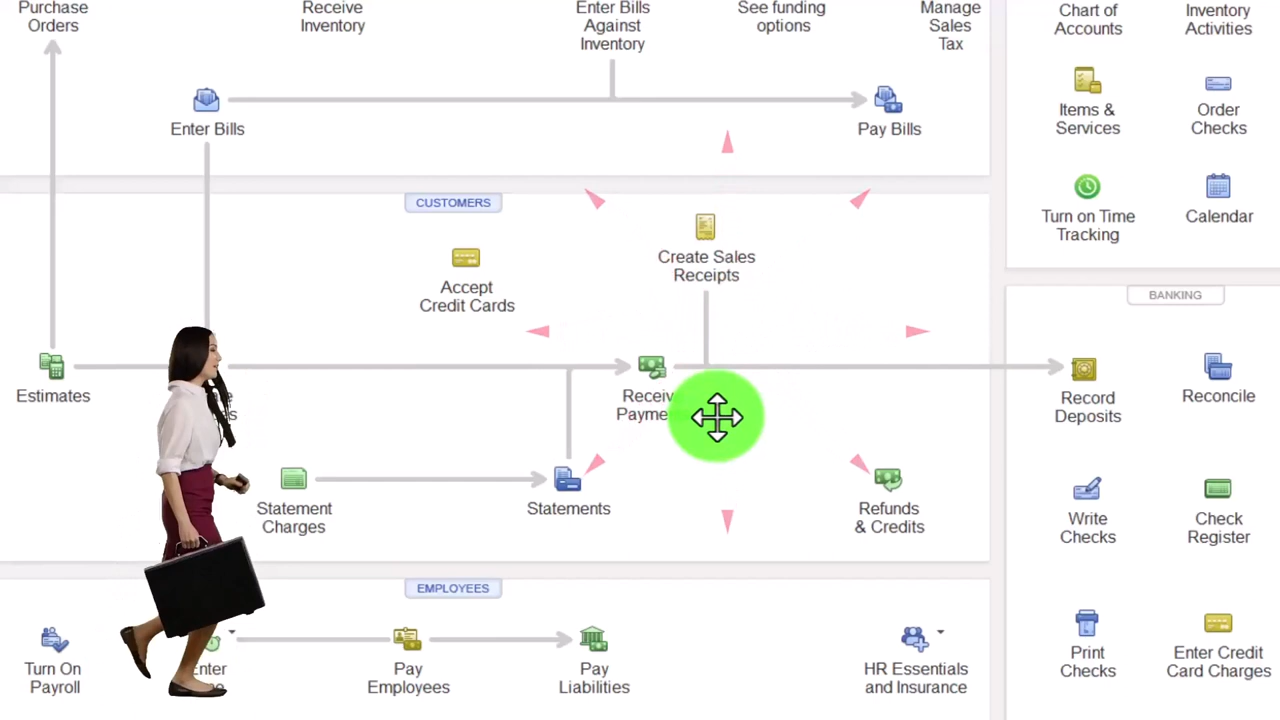 Purchase
Orders
Receive
Inventory
Enter Bills
Against
Inventory
See funding
options
Manage
Sales
Tax
Enter Bills
Pay Bills
CUSTOMERS
Create Sales
Receipts
Accept
Credit Cards
Estimates
Statement
Charges
Statements
Refunds
& Credits
EMPLOYEES
Turn On
Payroll
Pay
Employees
Pay
Liabilities
HR Essentials
and Insurance
Chart of
Accounts
Inventory
Activities
Items &
Services
Order
Checks
Turn on Time
Tracking
Calendar
BANKING
Record
Deposits
Reconcile
Write
Checks
Check
Register
Print
Checks
Enter Credit
Card Charges